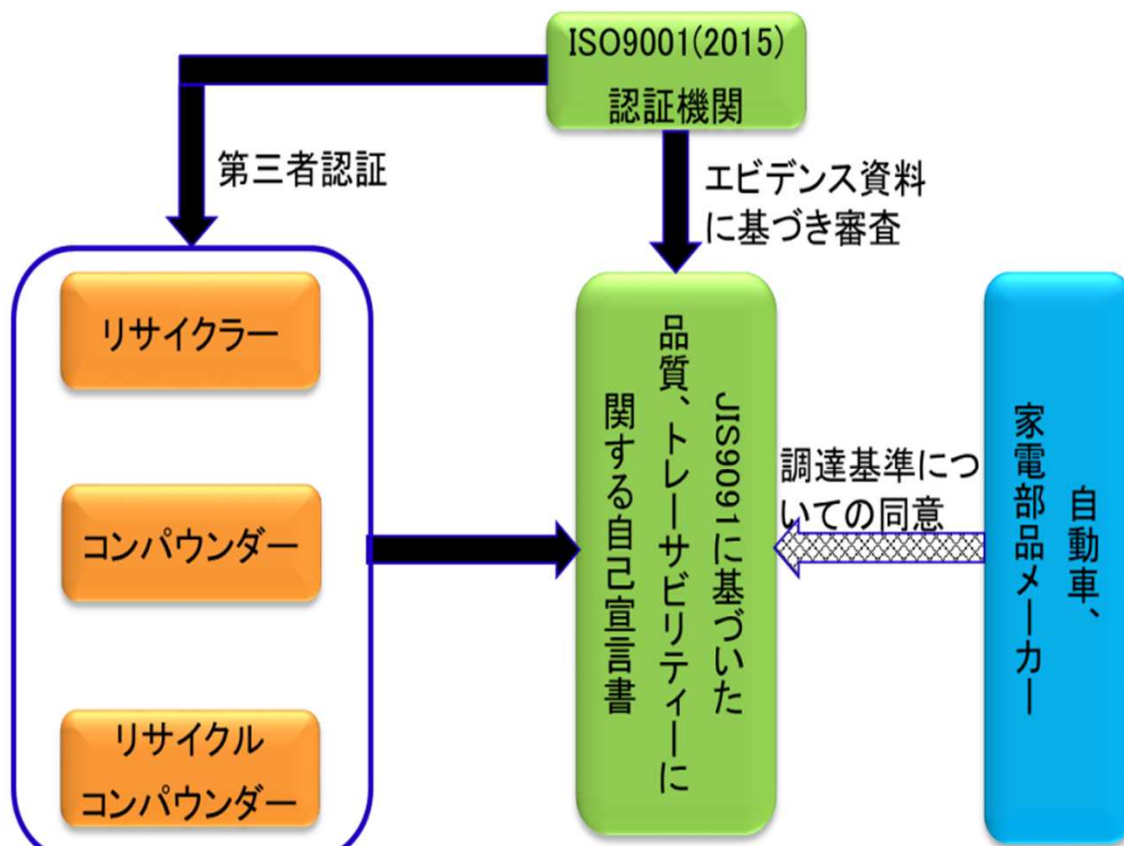 ISO9001(2015)
認証機関
第三者認証
エビデンス資料
に基づき審査
リサイクラー
コンパウンダー
リサイクル
コンパウンダー
JIS9091に基づいた
品質、トレーサビリティーに
関する自己宣言書
調達基準につ
いての同意
自動車、
家電部品メーカー